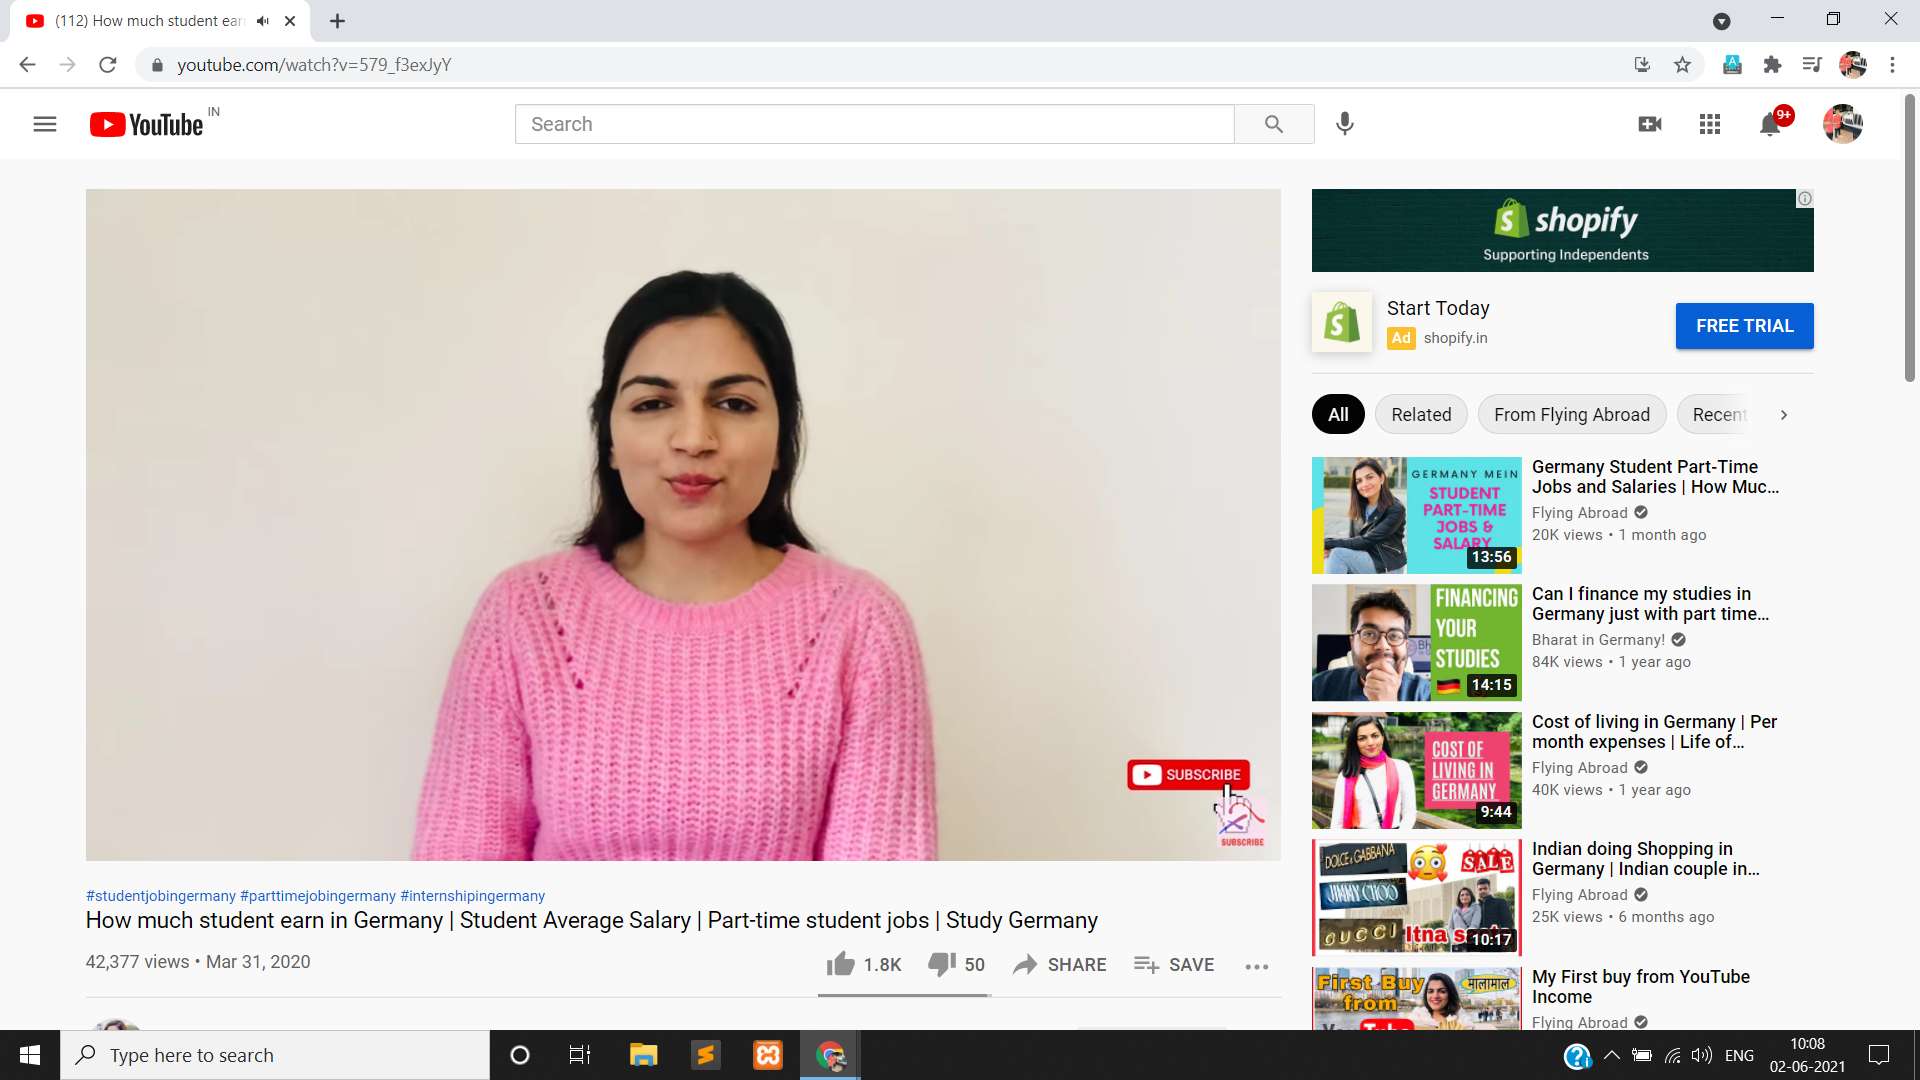 (112) How much student ear
youtube.com/watch?v=579_f3exJyY
YouTube IN
Search
9+
shopify
Supporting Independents
Start Today
Ad shopify.in
FREE TRIAL
All
Related
From Flying Abroad
Recent
GERMANY MEIN
STUDENT
PART-TIME
JOBS &
SALARY
13:56
Germany Student Part-Time
Jobs and Salaries | How Muc...
Flying Abroad
20K views • 1 month ago
FINANCING
YOUR
STUDIES
14:15
Can I finance my studies in
Germany just with part time...
Bharat in Germany!
84K views • 1 year ago
COST OF
LIVING IN
GERMANY
9:44
Cost of living in Germany | Per
month expenses | Life of...
Flying Abroad
40K views • 1 year ago
DOLCE & GABBANA
SALE
JIMMY CHOO
GUCCI
Itna
10:17
Indian doing Shopping in
Germany | Indian couple in...
Flying Abroad
25K views • 6 months ago
First Buy
from
मालामाल
My First buy from YouTube
Income
Flying Abroad
SUBSCRIBE
SUBSCRIBE
#studentjobingermany #parttimejobingermany #internshipingermany
How much student earn in Germany | Student Average Salary | Part-time student jobs | Study Germany
42,377 views • Mar 31, 2020
1.8K
50
SHARE
SAVE
Type here to search
ENG
10:08
02-06-2021